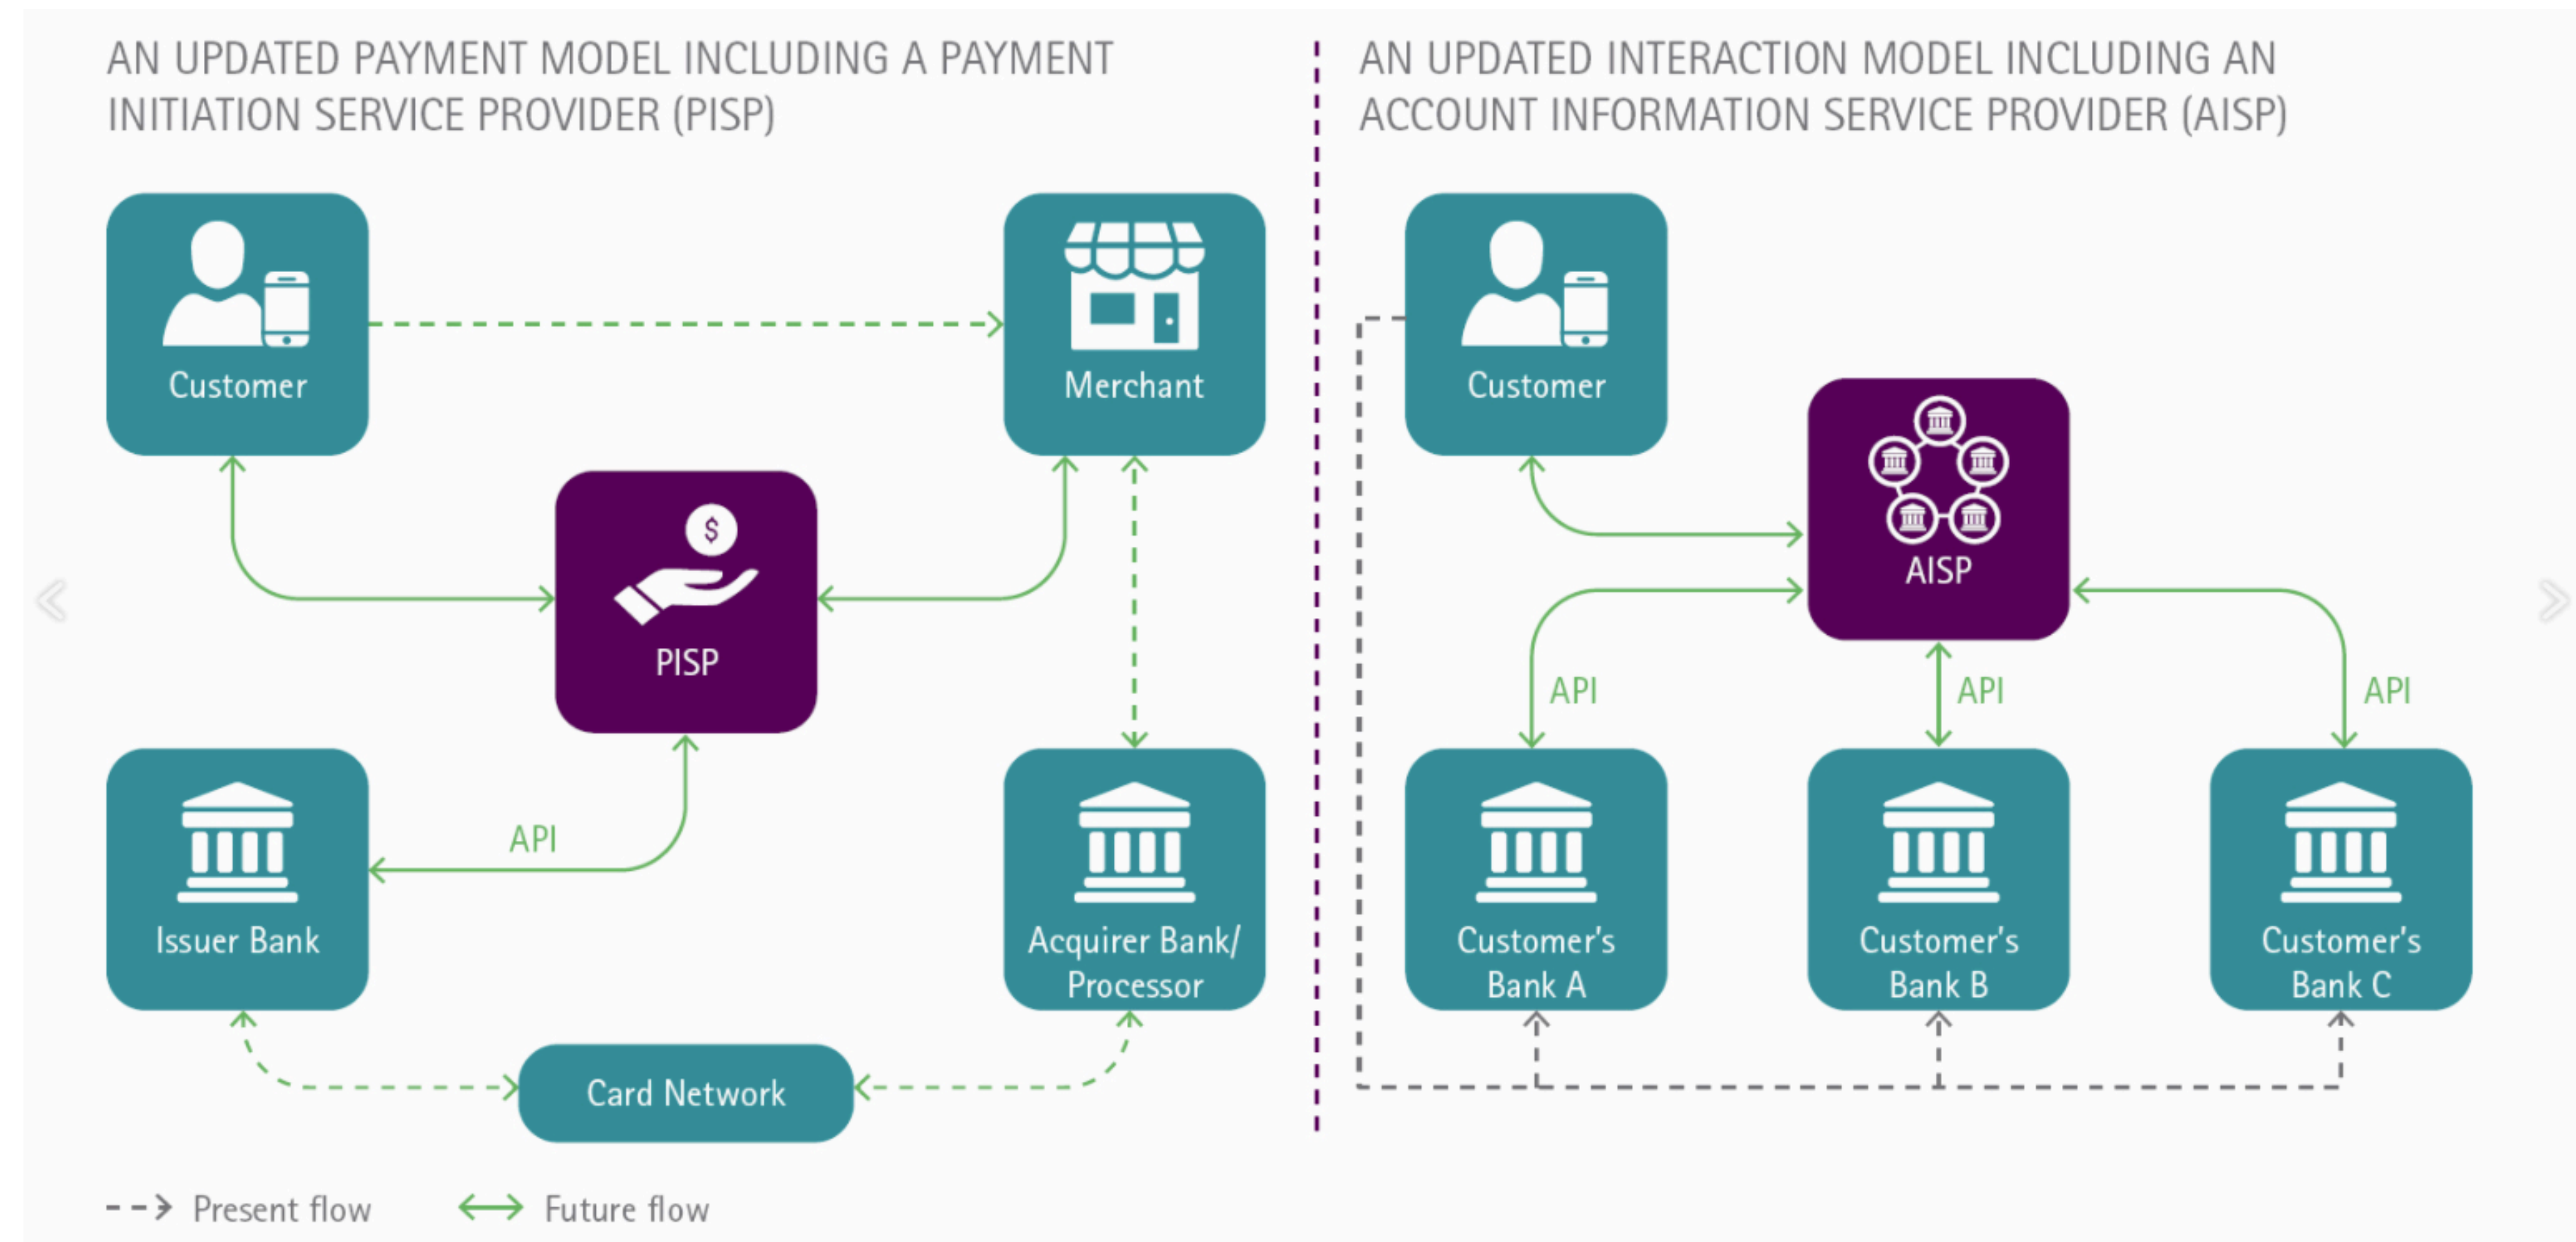 AN UPDATED PAYMENT MODEL INCLUDING A PAYMENT
INITIATION SERVICE PROVIDER (PISP)
Customer
Merchant
$
PISP
API
Issuer Bank
Acquirer Bank/
Processor
Card Network
AN UPDATED INTERACTION MODEL INCLUDING AN
ACCOUNT INFORMATION SERVICE PROVIDER (AISP)
Customer
AISP
API
API
API
Customer's
Bank A
Customer's
Bank B
Customer's
Bank C
Present flow
Future flow